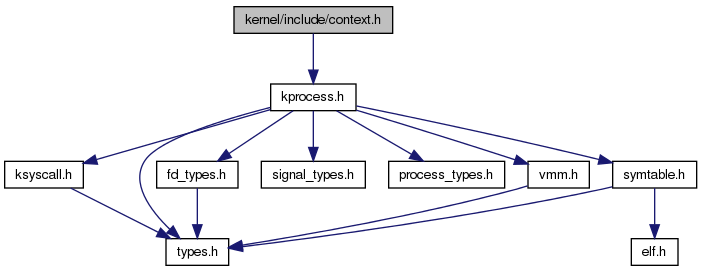 kernel/include/context.h
kprocess.h
ksyscall.h
fd_types.h
signal_types.h
process_types.h
vmm.h
symtable.h
types.h
elf.h